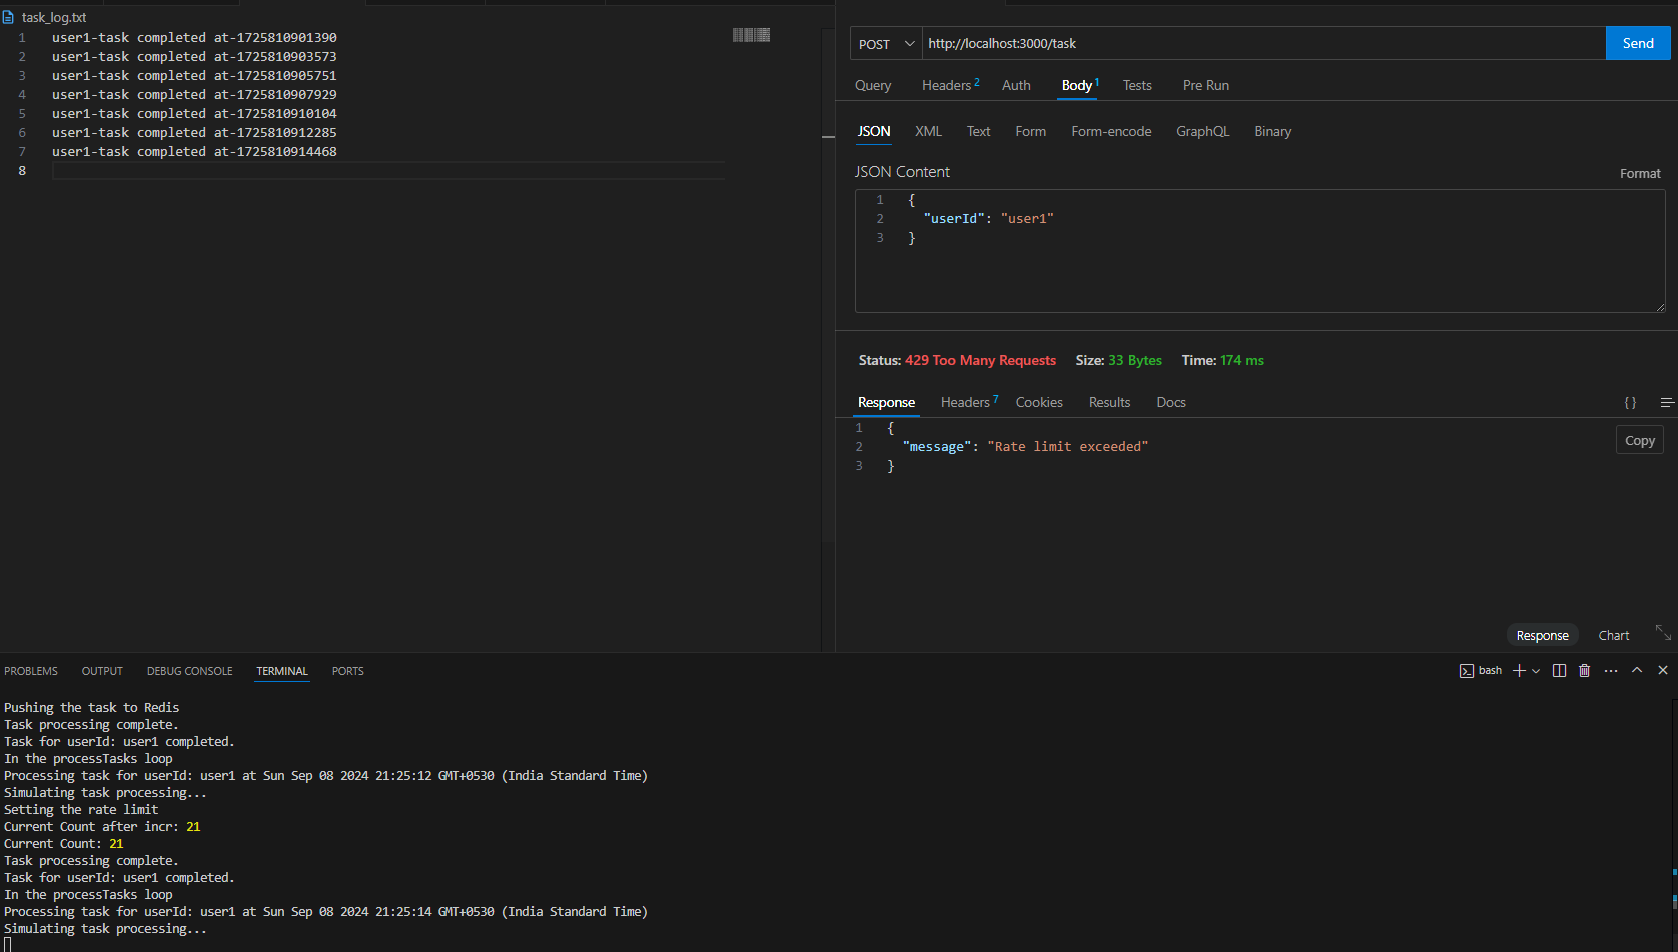 task_log.txt
1 user1-task completed at-1725810901390
2 user1-task completed at-1725810903573
3 user1-task completed at-1725810905751
4 user1-task completed at-1725810907929
5 user1-task completed at-1725810910104
6 user1-task completed at-1725810912285
7 user1-task completed at-1725810914468
8
POST http://localhost:3000/task Send
Query Headers 2 Auth Body 1 Tests Pre Run
JSON XML Text Form Form-encode GraphQL Binary
JSON Content Format
1 {
2 "userId": "user1"
3 }
Status: 429 Too Many Requests Size: 33 Bytes Time: 174 ms
Response Headers 7 Cookies Results Docs { }
1 {
2 "message": "Rate limit exceeded"
3 }
Copy
Response Chart
PROBLEMS OUTPUT DEBUG CONSOLE TERMINAL PORTS bash
Pushing the task to Redis
Task processing complete.
Task for userId: user1 completed.
In the processTasks loop
Processing task for userId: user1 at Sun Sep 08 2024 21:25:12 GMT+0530 (India Standard Time)
Simulating task processing...
Setting the rate limit
Current Count after incr: 21
Current Count: 21
Task processing complete.
Task for userId: user1 completed.
In the processTasks loop
Processing task for userId: user1 at Sun Sep 08 2024 21:25:14 GMT+0530 (India Standard Time)
Simulating task processing...